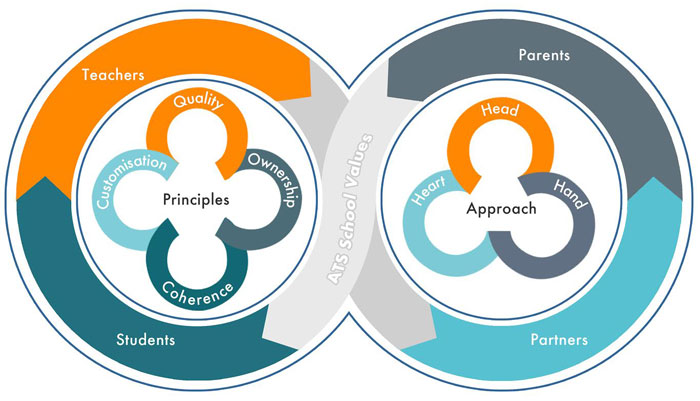 Teachers
Quality
Customisation
Ownership
Principles
Coherence
Students
ATS School Values
Parents
Head
Heart
Hand
Approach
Partners